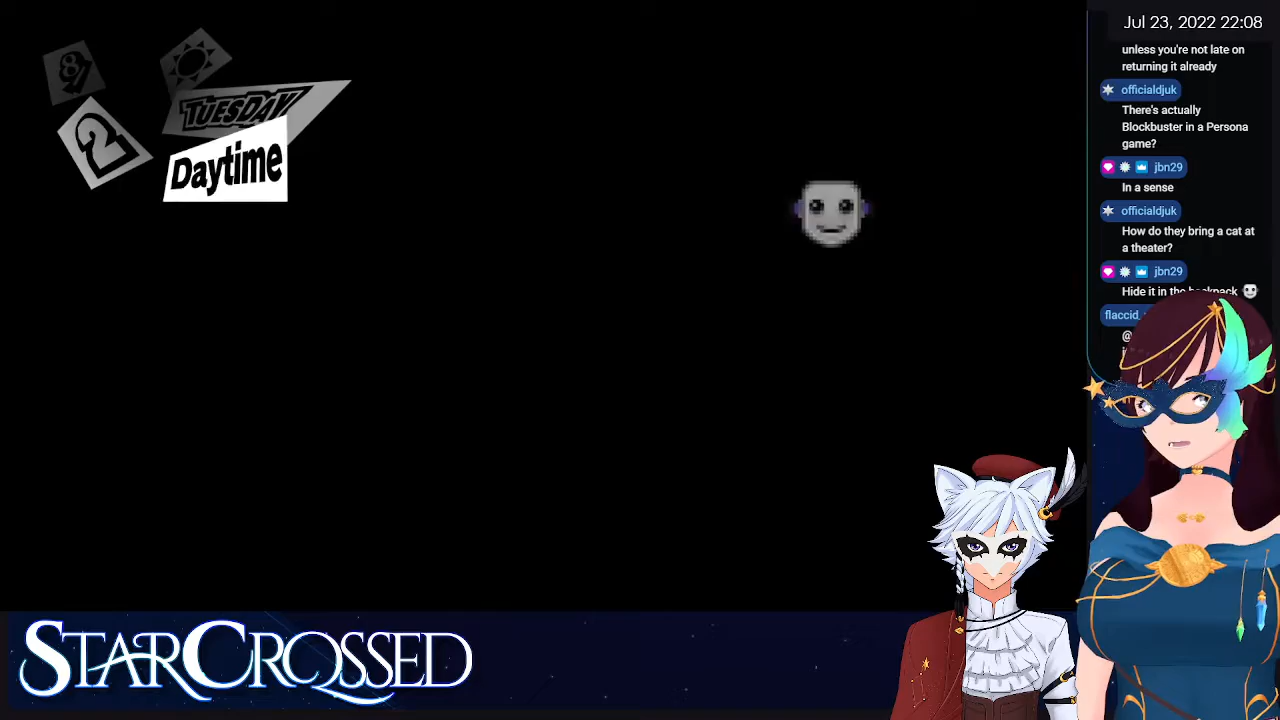 Jul 23, 2022 22:08
unless you're not late on
returning it already
officialdjuk
There's actually
Blockbuster in a Persona
game?
jbn29
In a sense
officialdjuk
How do they bring a cat at
a theater?
jbn29
Hide it in the backpack
flaccid_
@
8/
2
TUESDAY
Daytime
STARCROSSED